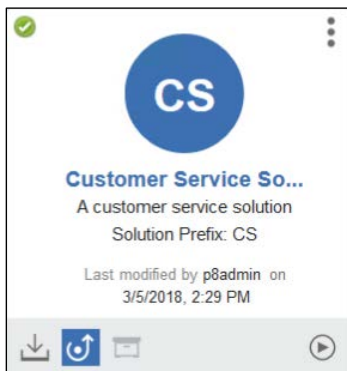 CS
Customer Service So...
A customer service solution
Solution Prefix: CS
Last modified by p8admin on
3/5/2018, 2:29 PM